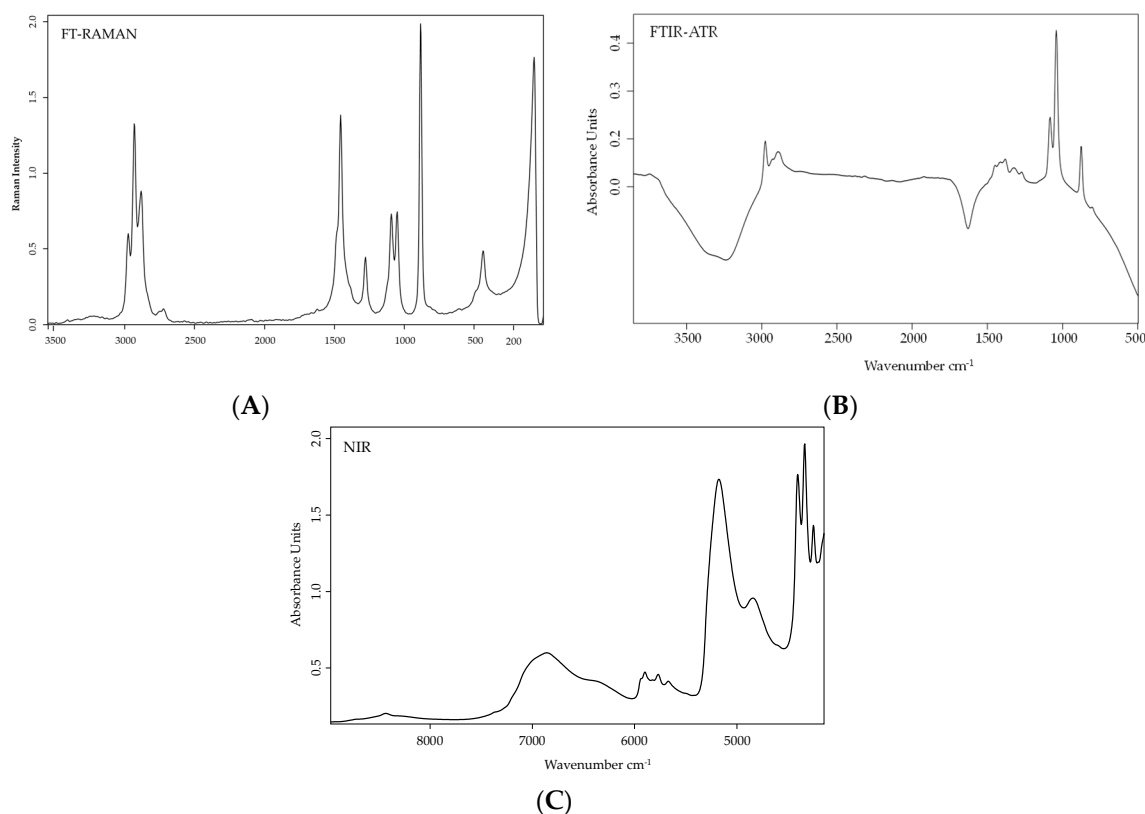 FT-RAMAN
Raman Intensity
2.0
1.5
1.0
0.5
0.0
3500 3000 2500 2000 1500 1000 500 200
(A)
FTIR-ATR
Absorbance Units
0.4
0.3
0.2
0.2
0.0
3500 3000 2500 2000 1500 1000 500
Wavenumber cm-1
(B)
NIR
Absorbance Units
2.0
1.5
1.0
0.5
8000 7000 6000 5000
Wavenumber cm-1
(C)